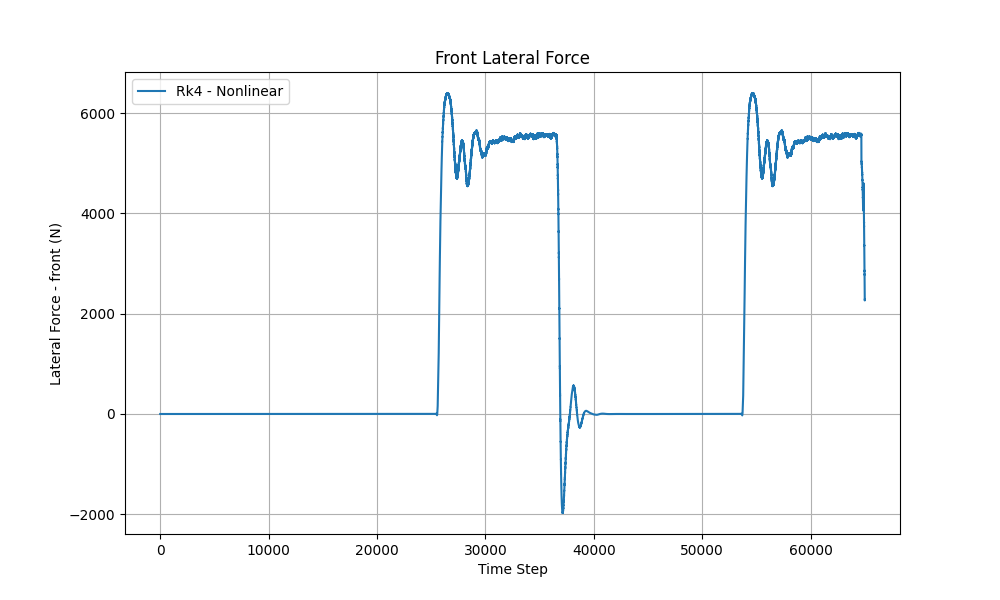 Front Lateral Force
Rk4 - Nonlinear
Lateral Force - front (N)
6000
4000
2000
0
−2000
0 10000 20000 30000 40000 50000 60000
Time Step